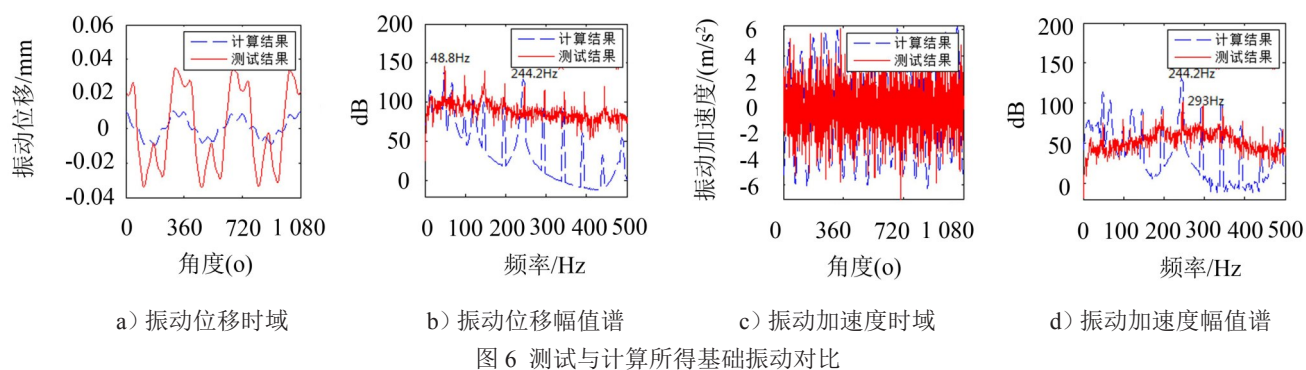 0.06
0.04
0.02
0
-0.02
-0.04
振动位移/mm
计算结果
测试结果
0 360 720 1 080
角度(o)
200
150
100
50
0
dB
计算结果
测试结果
48.8Hz
244.2Hz
0 100 200 300 400 500
频率/Hz
6
4
2
0
-2
-4
-6
振动加速度/(m/s²)
计算结果
测试结果
0 360 720 1 080
角度(o)
200
150
100
50
0
dB
计算结果
测试结果
244.2Hz
293Hz
0 100 200 300 400 500
频率/Hz
a）振动位移时域 b）振动位移幅值谱 c）振动加速度时域 d）振动加速度幅值谱
图 6 测试与计算所得基础振动对比